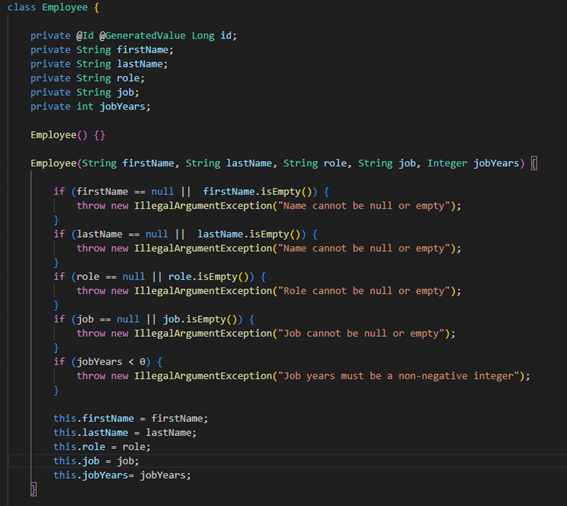 class Employee {
private @Id @GeneratedValue Long id;
private String firstName;
private String lastName;
private String role;
private String job;
private int jobYears;
Employee() {}
Employee(String firstName, String lastName, String role, String job, Integer jobYears) {
if (firstName == null ||  firstName.isEmpty()) {
throw new IllegalArgumentException("Name cannot be null or empty");
}
if (lastName == null ||  lastName.isEmpty()) {
throw new IllegalArgumentException("Name cannot be null or empty");
}
if (role == null || role.isEmpty()) {
throw new IllegalArgumentException("Role cannot be null or empty");
}
if (job == null || job.isEmpty()) {
throw new IllegalArgumentException("Job cannot be null or empty");
}
if (jobYears < 0) {
throw new IllegalArgumentException("Job years must be a non-negative integer");
}
this.firstName = firstName;
this.lastName = lastName;
this.role = role;
this.job = job;
this.jobYears= jobYears;
}